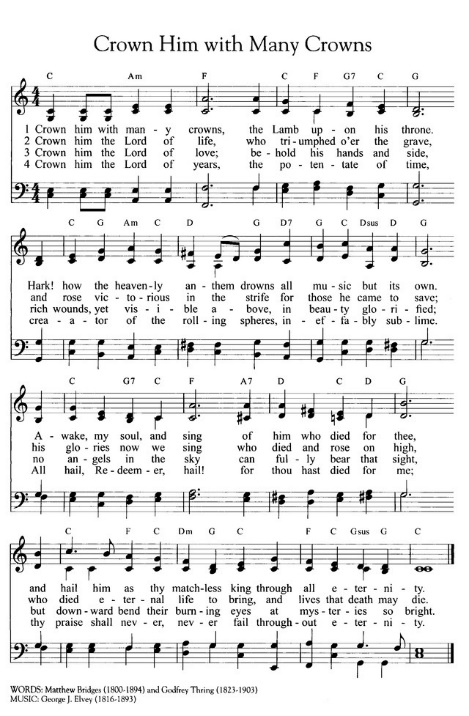 Crown Him with Many Crowns
C Am F C F G7 C G
1 Crown him with man - y crowns, the Lamb up - on his throne.
2 Crown him the Lord of life, who tri - umphed o'er the grave,
3 Crown him the Lord of love; be - hold his hands and side,
4 Crown him the Lord of years, the po - ten - tate of time,
C G Am C D G D7 G C Dsus D G
Hark! how the heaven - ly an - them drowns all mu - sic but its own.
and rose vic - to - rious in the strife for those he came to save;
rich wounds, yet vis - i - ble a - bove, in beau - ty glo - ri - fied;
crea - a - tor of the roll - ing spheres, in - ef - fa - bly sub - lime.
C G7 C F A7 D C D G
A - wake, my soul, and sing of him who died for thee,
his glo - ries now we sing who died and rose on high,
no an - gels in the sky can ful - ly bear that sight,
All hail, Re - deem - er, hail! for thou hast died for me;
C F C Dm G C F C Gsus G C
and hail him as thy match - less king through all e - ter - ni - ty.
who died e - ter - nal life to bring, and lives that death may die.
but down - ward bend their burn - ing eyes at mys - ter - ies so bright.
thy praise shall nev - er, nev - er fail through - out e - ter - ni - ty.
WORDS: Matthew Bridges (1800-1894) and Godfrey Thring (1823-1903)
MUSIC: George J. Elvey (1816-1893)